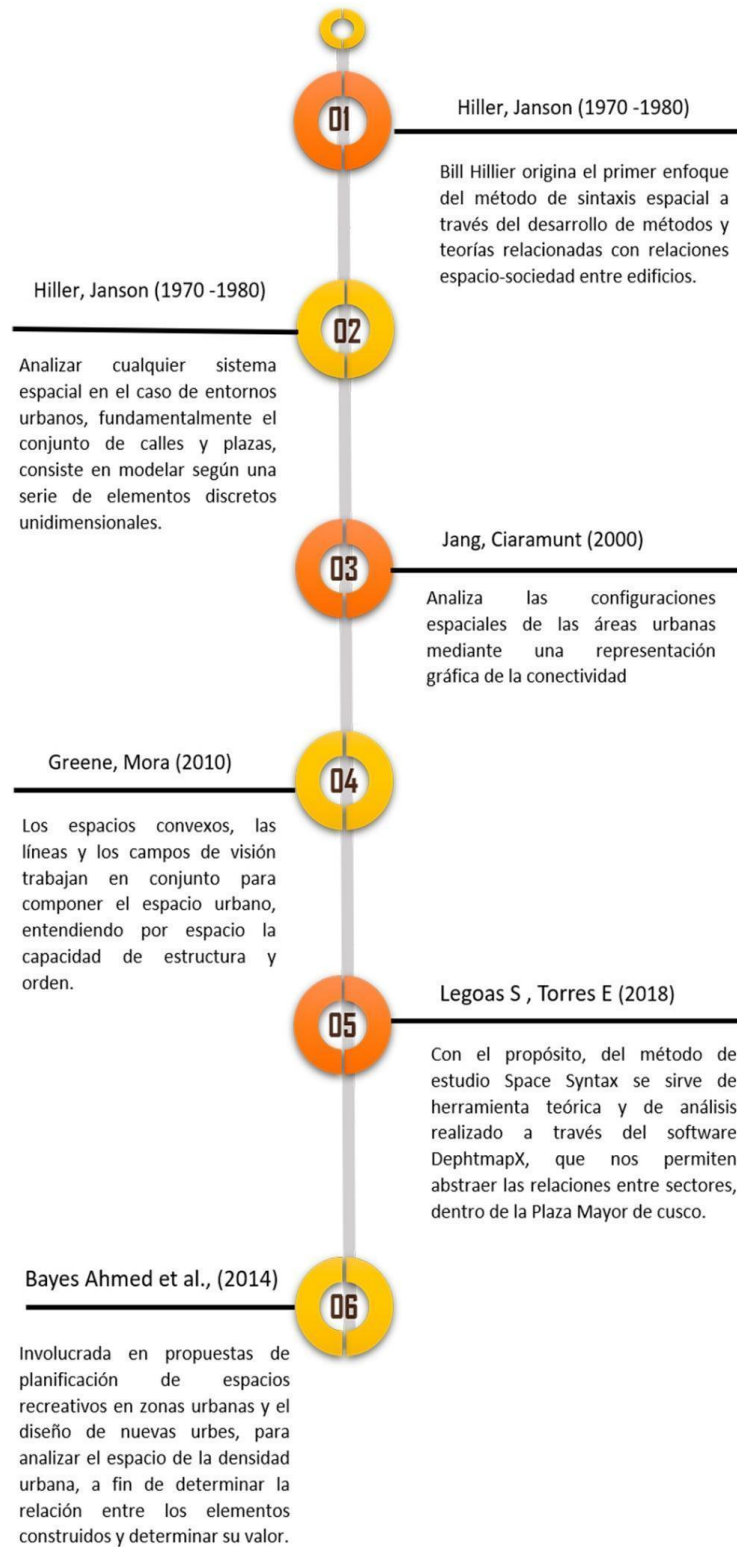 01
Hiller, Janson (1970 -1980)
Bill Hillier origina el primer enfoque
del método de sintaxis espacial a
través del desarrollo de métodos y
teorías relacionadas con relaciones
espacio-sociedad entre edificios.
Hiller, Janson (1970 -1980)
02
Analizar cualquier sistema
espacial en el caso de entornos
urbanos, fundamentalmente el
conjunto de calles y plazas,
consiste en modelar según una
serie de elementos discretos
unidimensionales.
03
Jang, Ciaramunt (2000)
Analiza las configuraciones
espaciales de las áreas urbanas
mediante una representación
gráfica de la conectividad
Greene, Mora (2010)
04
Los espacios convexos, las
líneas y los campos de visión
trabajan en conjunto para
componer el espacio urbano,
entendiendo por espacio la
capacidad de estructura y
orden.
05
Legoas S , Torres E (2018)
Con el propósito, del método de
estudio Space Syntax se sirve de
herramienta teórica y de análisis
realizado a través del software
DephtmapX, que nos permiten
abstraer las relaciones entre sectores,
dentro de la Plaza Mayor de cusco.
Bayes Ahmed et al., (2014)
06
Involucrada en propuestas de
planificación de espacios
recreativos en zonas urbanas y el
diseño de nuevas urbes, para
analizar el espacio de la densidad
urbana, a fin de determinar la
relación entre los elementos
construidos y determinar su valor.